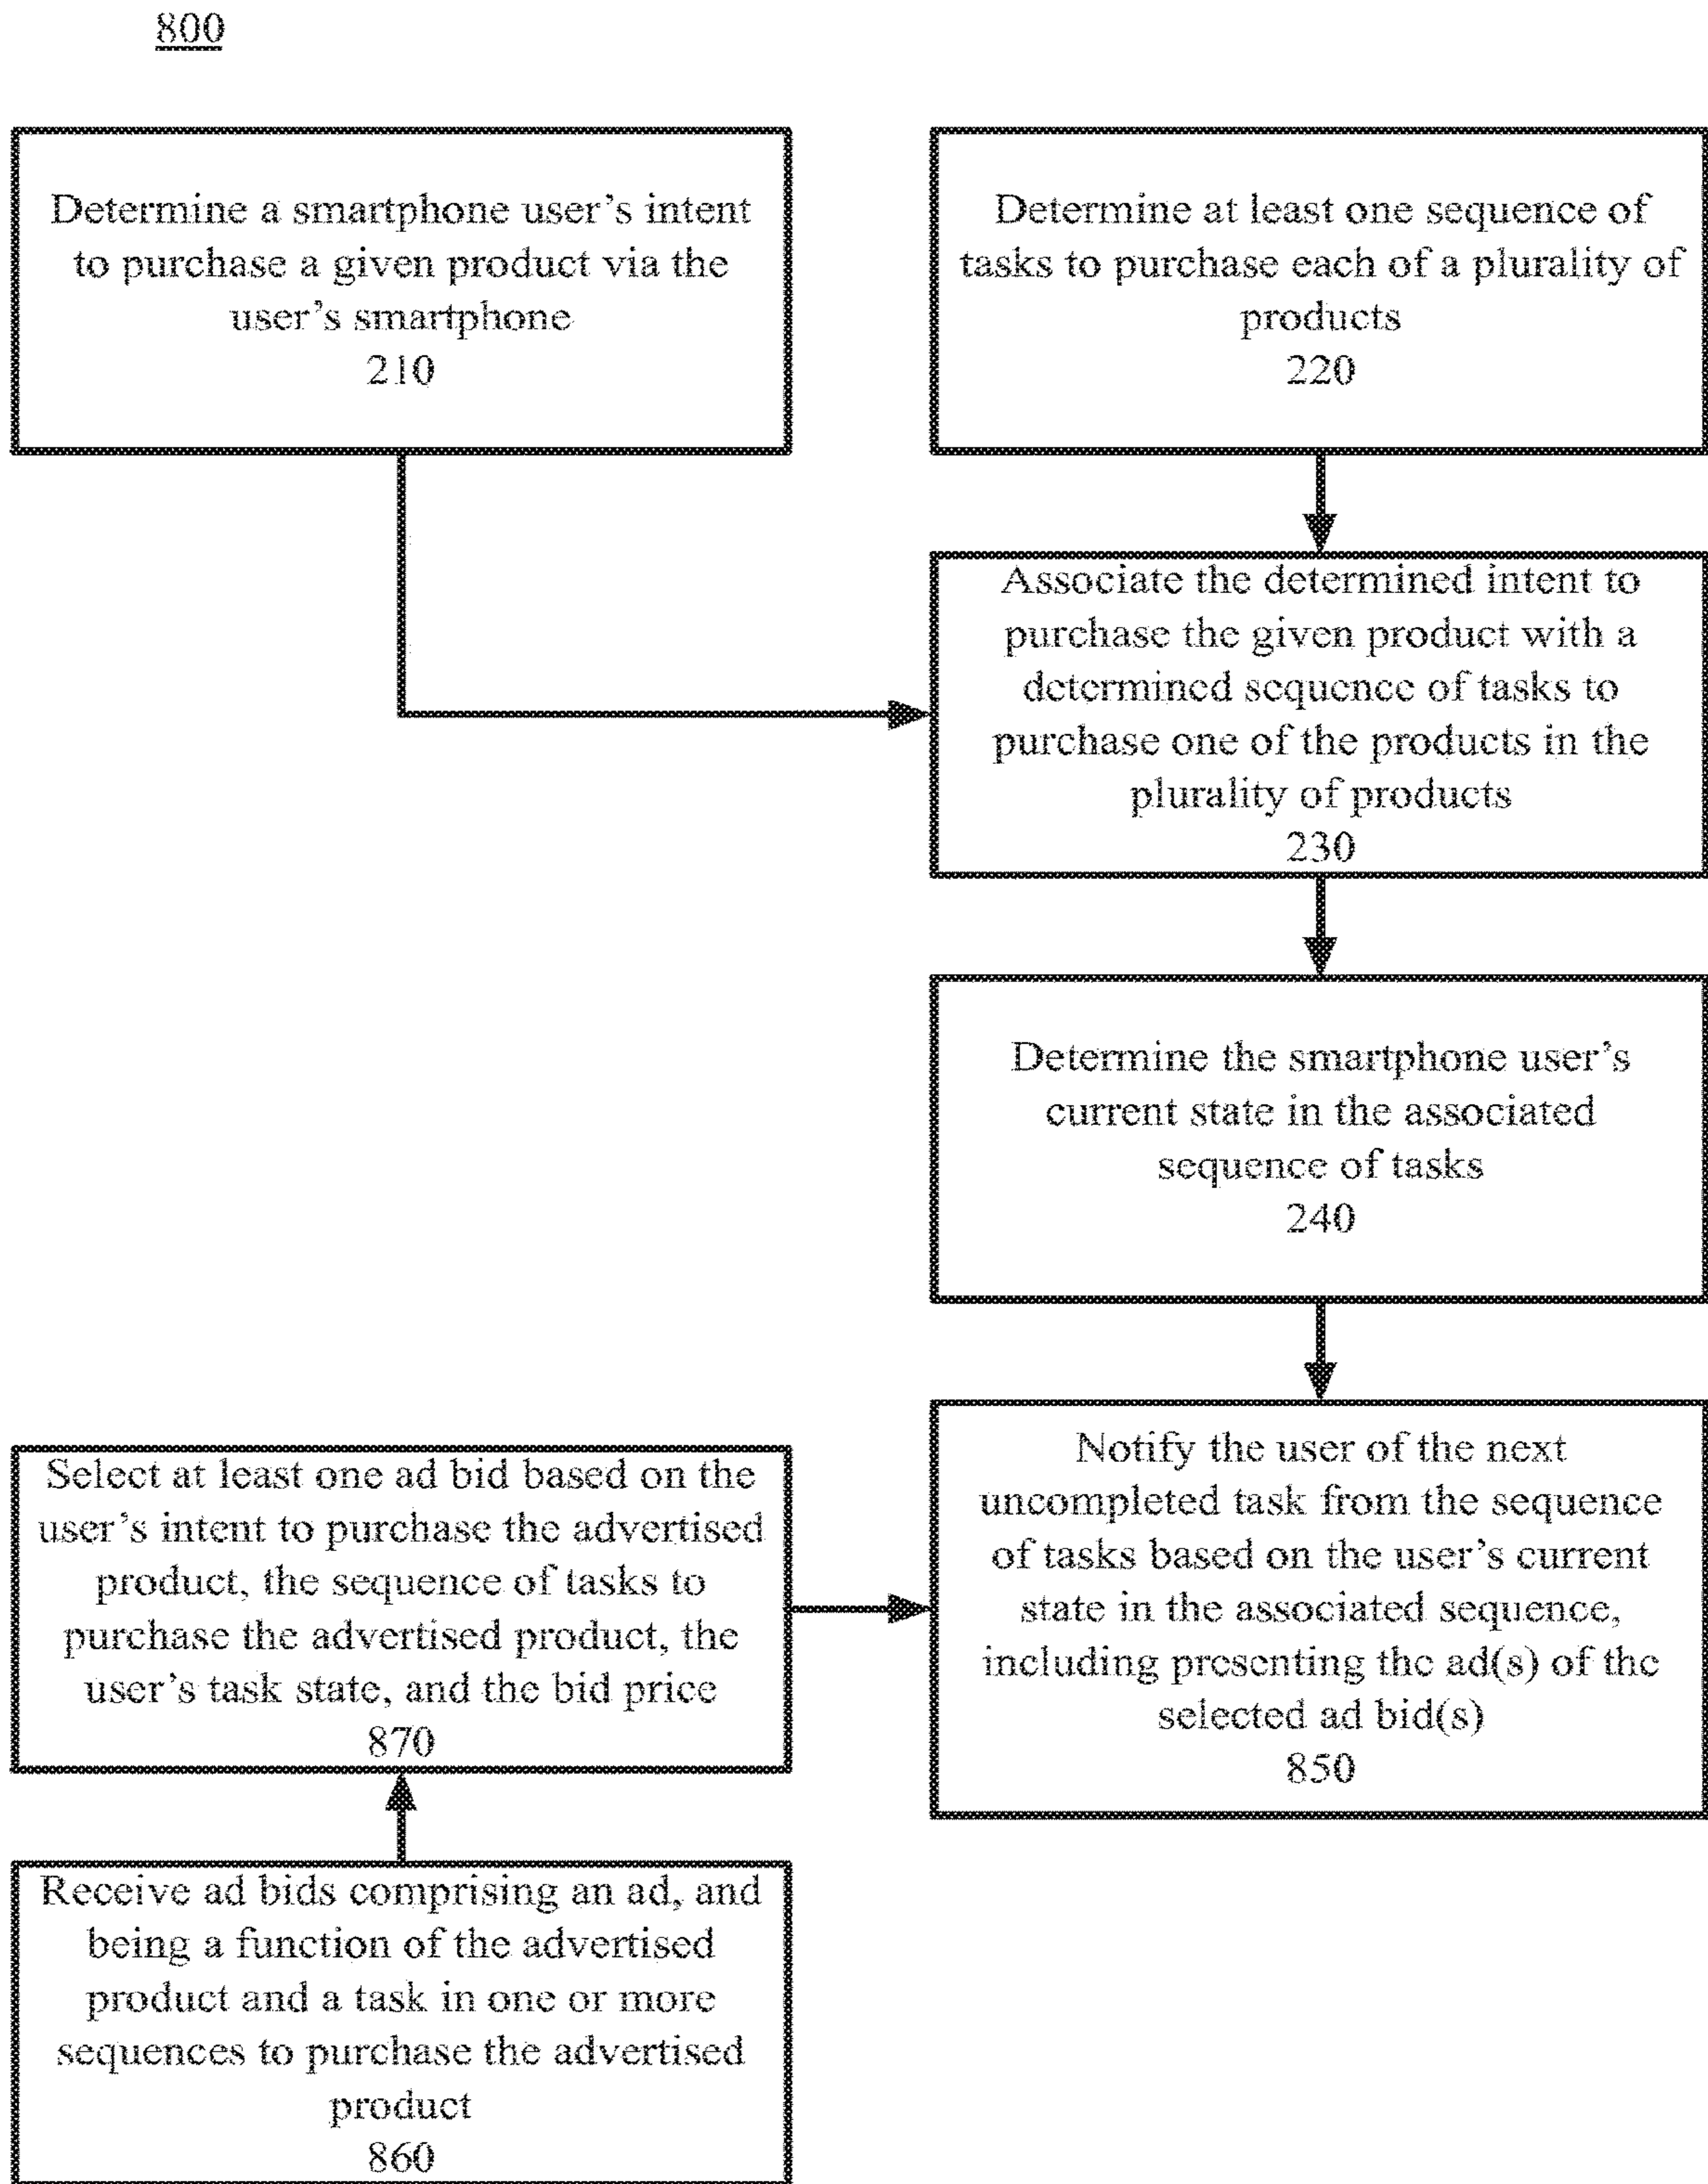 800
Determine a smartphone user's intent
to purchase a given product via the
user's smartphone
210
Determine at least one sequence of
tasks to purchase each of a plurality of
products
220
Associate the determined intent to
purchase the given product with a
determined sequence of tasks to
purchase one of the products in the
plurality of products
230
Determine the smartphone user's
current state in the associated
sequence of tasks
240
Select at least one ad bid based on the
user's intent to purchase the advertised
product, the sequence of tasks to
purchase the advertised product, the
user's task state, and the bid price
870
Notify the user of the next
uncompleted task from the sequence
of tasks based on the user's current
state in the associated sequence,
including presenting the ad(s) of the
selected ad bid(s)
850
Receive ad bids comprising an ad, and
being a function of the advertised
product and a task in one or more
sequences to purchase the advertised
product
860